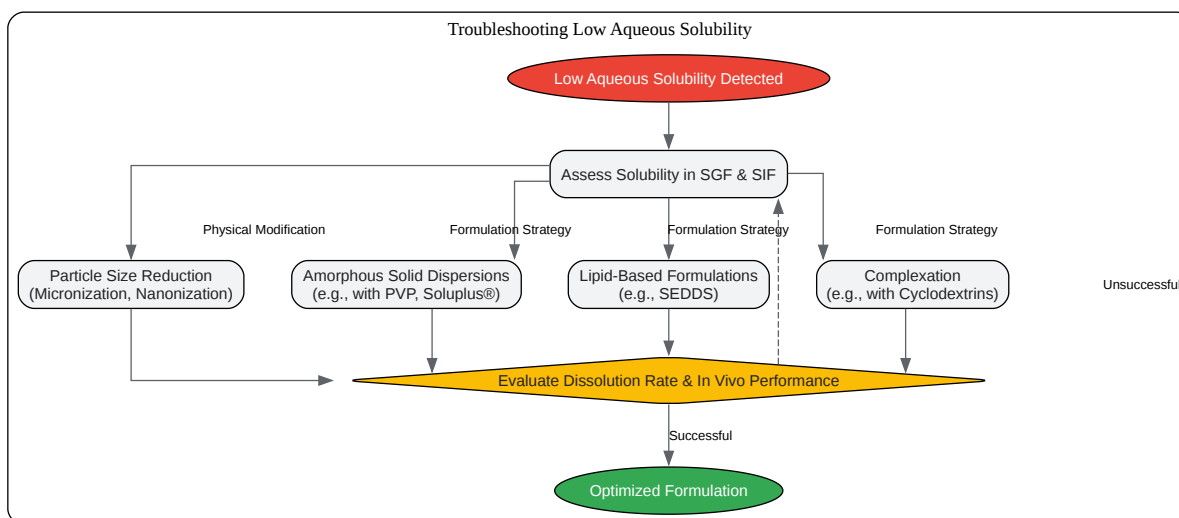 Troubleshooting Low Aqueous Solubility
Low Aqueous Solubility Detected
Assess Solubility in SGF & SIF
Physical Modification
Formulation Strategy
Formulation Strategy
Formulation Strategy
Particle Size Reduction
(Micronization, Nanonization)
Amorphous Solid Dispersions
(e.g., with PVP, Soluplus®)
Lipid-Based Formulations
(e.g., SEDDS)
Complexation
(e.g., with Cyclodextrins)
Unsuccessful
Evaluate Dissolution Rate & In Vivo Performance
Successful
Optimized Formulation